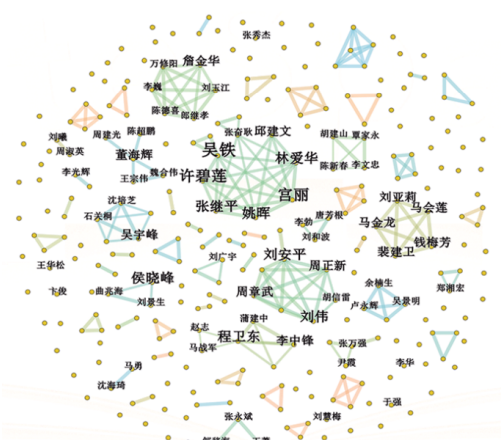 张秀杰
万修阳 詹金华
李巍 刘玉江
陈德喜 郎继孝
刘曦 周建光 陈超鹏 张奋耿 邱建文 胡建山 覃家永
周淑英 董海辉 吴铁 林爱华 陈新春 李文忠
李光辉 王宗伟 魏合伟 许碧莲
沈培芝 宫丽 刘亚莉
石关桐 张继平 姚晖 李勃 唐芳根 马金龙 马会莲
吴宇峰 刘和波 钱梅芳
刘广宇 刘安平 裴建卫
王华松 周正新
侯晓峰 余楠生 郑湘宏
卞俊 曲兆海 周章武 胡信雷 吴景明
刘景生 卢永辉
蒲建中 刘伟
赵志 程卫东 李中锋
马战军 张万强
马勇 尹霞 李华
沈海琦
于强
张永斌 刘慧梅